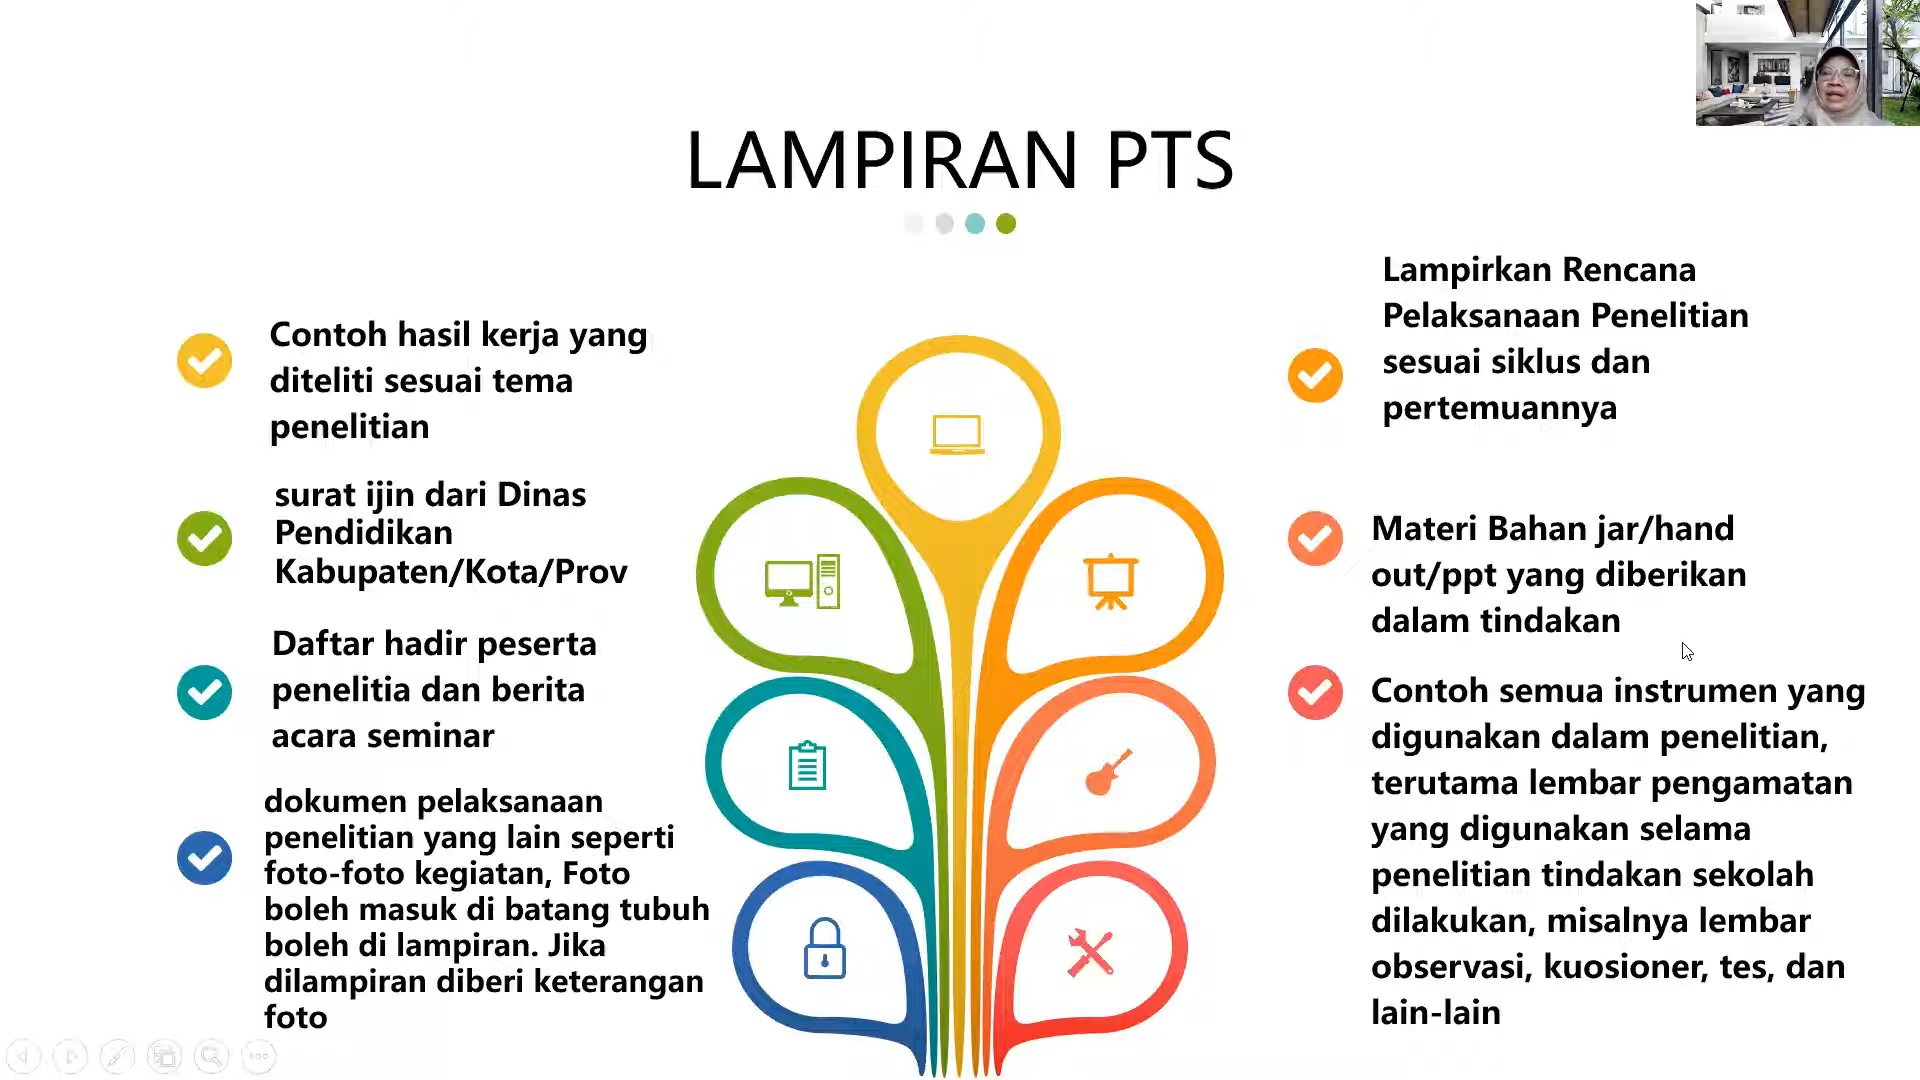 LAMPIRAN PTS
Contoh hasil kerja yang
diteliti sesuai tema
penelitian
surat ijin dari Dinas
Pendidikan
Kabupaten/Kota/Prov
Daftar hadir peserta
penelitia dan berita
acara seminar
dokumen pelaksanaan
penelitian yang lain seperti
foto-foto kegiatan, Foto
boleh masuk di batang tubuh
boleh di lampiran. Jika
dilampiran diberi keterangan
foto
Lampirkan Rencana
Pelaksanaan Penelitian
sesuai siklus dan
pertemuannya
Materi Bahan jar/hand
out/ppt yang diberikan
dalam tindakan
Contoh semua instrumen yang
digunakan dalam penelitian,
terutama lembar pengamatan
yang digunakan selama
penelitian tindakan sekolah
dilakukan, misalnya lembar
observasi, kuosioner, tes, dan
lain-lain